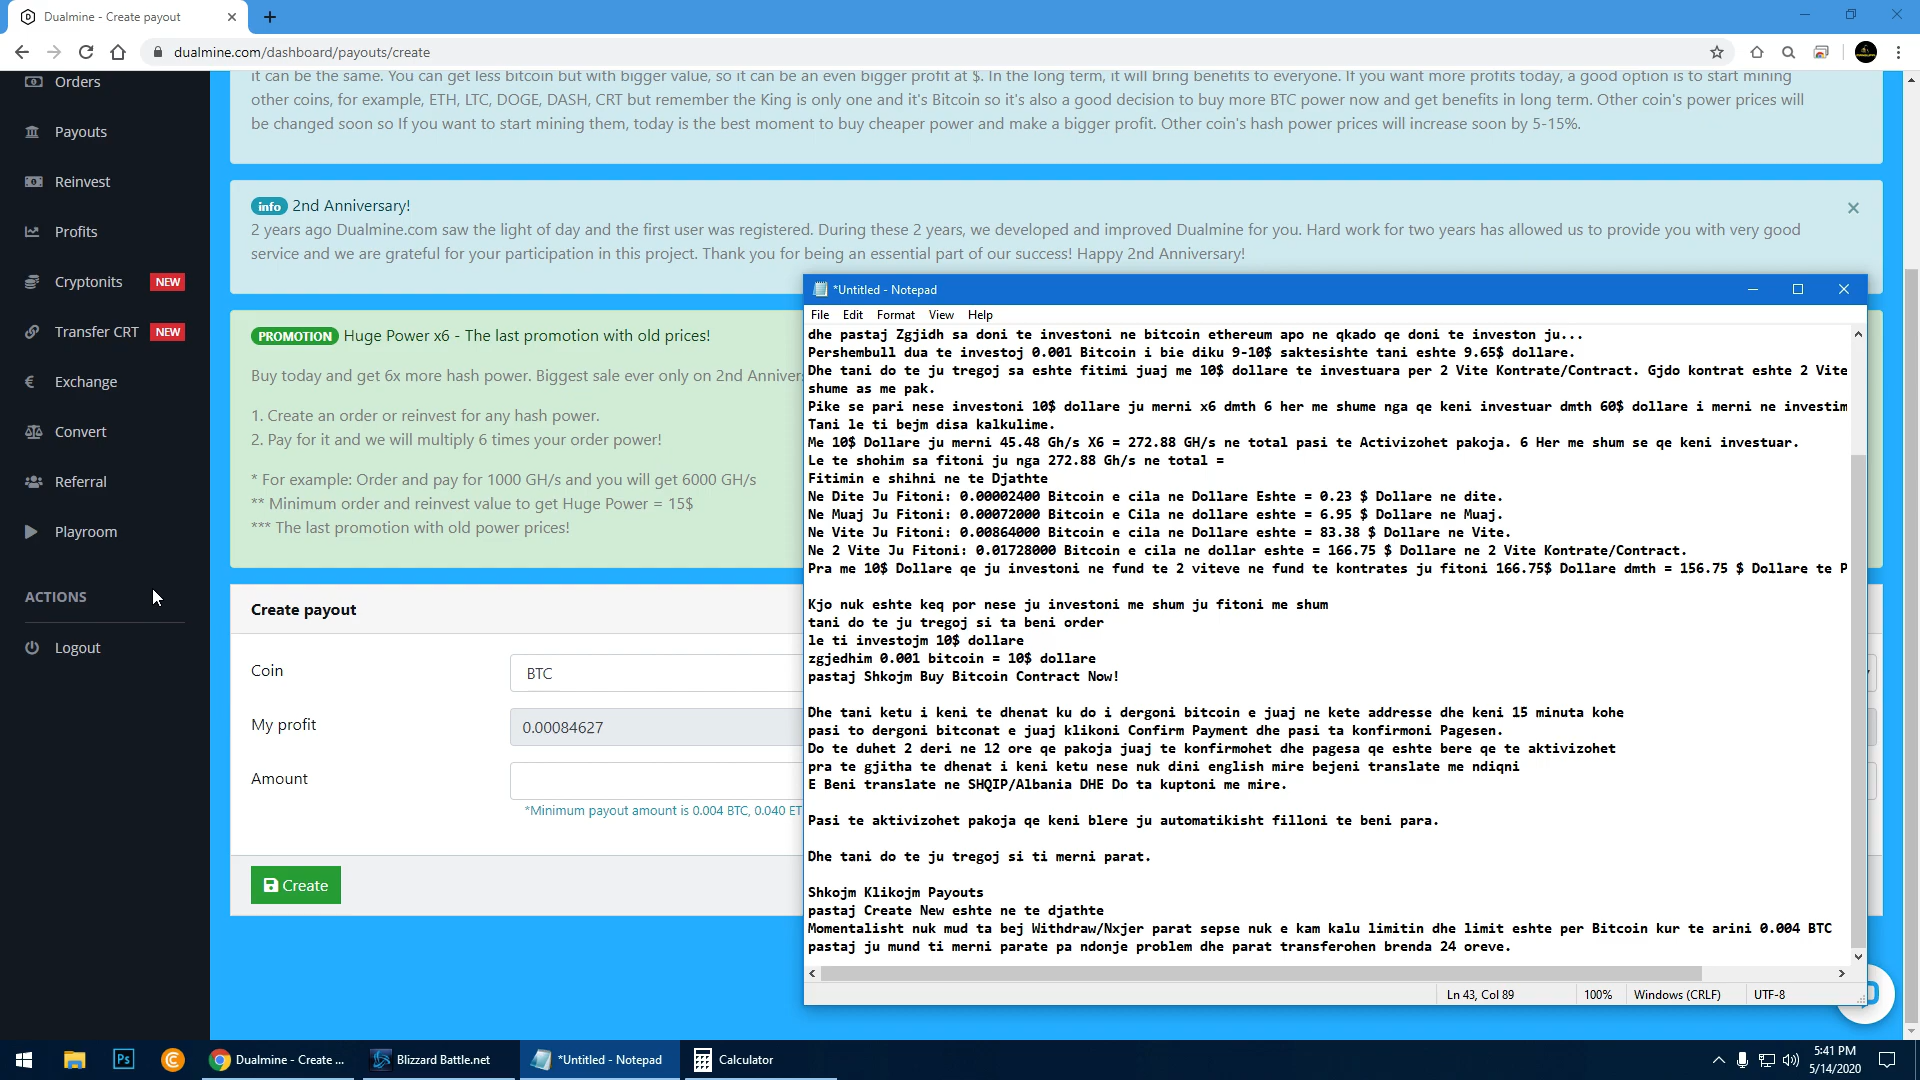 Dualmine - Create payout
dualmine.com/dashboard/payouts/create
Orders
Payouts
Reinvest
Profits
Cryptonits NEW
Transfer CRT NEW
Exchange
Convert
Referral
Playroom
ACTIONS
Logout
it can be the same. You can get less bitcoin but with bigger value, so it can be an even bigger profit at $. In the long term, it will bring benefits to everyone. If you want more profits today, a good option is to start mining
other coins, for example, ETH, LTC, DOGE, DASH, CRT but remember the King is only one and it's Bitcoin so it's also a good decision to buy more BTC power now and get benefits in long term. Other coin's power prices will
be changed soon so If you want to start mining them, today is the best moment to buy cheaper power and make a bigger profit. Other coin's hash power prices will increase soon by 5-15%.
info 2nd Anniversary!
2 years ago Dualmine.com saw the light of day and the first user was registered. During these 2 years, we developed and improved Dualmine for you. Hard work for two years has allowed us to provide you with very good
service and we are grateful for your participation in this project. Thank you for being an essential part of our success! Happy 2nd Anniversary!
PROMOTION Huge Power x6 - The last promotion with old prices!
Buy today and get 6x more hash power. Biggest sale ever only on 2nd Anniver
1. Create an order or reinvest for any hash power.
2. Pay for it and we will multiply 6 times your order power!
* For example: Order and pay for 1000 GH/s and you will get 6000 GH/s
** Minimum order and reinvest value to get Huge Power = 15$
*** The last promotion with old power prices!
Create payout
Coin
BTC
My profit
0.00084627
Amount
*Minimum payout amount is 0.004 BTC, 0.040 ET
Create
*Untitled - Notepad
File Edit Format View Help
dhe pastaj Zgjidh sa doni te investoni ne bitcoin ethereum apo ne qkado qe doni te investon ju...
Pershembull dua te investoj 0.001 Bitcoin i bie diku 9-10$ saktesishte tani eshte 9.65$ dollare.
Dhe tani do te ju tregoj sa eshte fitimi juaj me 10$ dollare te investuara per 2 Vite Kontrate/Contract. Gjdo kontrat eshte 2 Vite
shume as me pak.
Pike se pari nese investoni 10$ dollare ju merni x6 dmth 6 her me shume nga qe keni investuar dmth 60$ dollare i merni ne investim
Tani le ti bejm disa kalkulime.
Me 10$ Dollare ju merni 45.48 Gh/s X6 = 272.88 GH/s ne total pasi te Activizohet pakoja. 6 Her me shum se qe keni investuar.
Le te shohim sa fitoni ju nga 272.88 Gh/s ne total =
Fitimin e shihni ne te Djathte
Ne Dite Ju Fitoni: 0.00002400 Bitcoin e cila ne Dollare Eshte = 0.23 $ Dollare ne dite.
Ne Muaj Ju Fitoni: 0.00072000 Bitcoin e Cila ne dollare eshte = 6.95 $ Dollare ne Muaj.
Ne Vite Ju Fitoni: 0.00864000 Bitcoin e cila ne Dollare eshte = 83.38 $ Dollare ne Vite.
Ne 2 Vite Ju Fitoni: 0.01728000 Bitcoin e cila ne dollar eshte = 166.75 $ Dollare ne 2 Vite Kontrate/Contract.
Pra me 10$ Dollare qe ju investoni ne fund te 2 viteve ne fund te kontrates ju fitoni 166.75$ Dollare dmth = 156.75 $ Dollare te P
Kjo nuk eshte keq por nese ju investoni me shum ju fitoni me shum
tani do te ju tregoj si ta beni order
le ti investojm 10$ dollare
zgjedhim 0.001 bitcoin = 10$ dollare
pastaj Shkojm Buy Bitcoin Contract Now!
Dhe tani ketu i keni te dhenat ku do i dergoni bitcoin e juaj ne kete addresse dhe keni 15 minuta kohe
pasi to dergoni bitconat e juaj klikoni Confirm Payment dhe pasi ta konfirmoni Pagesen.
Do te duhet 2 deri ne 12 ore qe pakoja juaj te konfirmohet dhe pagesa qe eshte bere qe te aktivizohet
pra te gjitha te dhenat i keni ketu nese nuk dini english mire bejeni translate me ndiqni
E Beni translate ne SHQIP/Albania DHE Do ta kuptoni me mire.
Pasi te aktivizohet pakoja qe keni blere ju automatikisht filloni te beni para.
Dhe tani do te ju tregoj si ti merni parat.
Shkojm Klikojm Payouts
pastaj Create New eshte ne te djathte
Momentalisht nuk mud ta bej Withdraw/Nxjer parat sepse nuk e kam kalu limitin dhe limit eshte per Bitcoin kur te arini 0.004 BTC
pastaj ju mund ti merni parate pa ndonje problem dhe parat transferohen brenda 24 oreve.
Ln 43, Col 89 100% Windows (CRLF) UTF-8
Ps
Dualmine - Create ...
Blizzard Battle.net
*Untitled - Notepad
Calculator
5:41 PM
5/14/2020